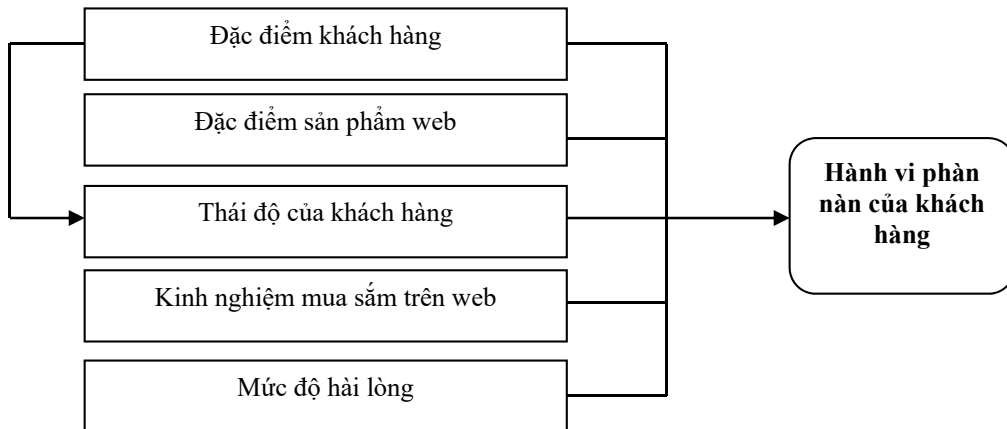 Đặc điểm khách hàng
Đặc điểm sản phẩm web
Thái độ của khách hàng
Kinh nghiệm mua sắm trên web
Mức độ hài lòng
Hành vi phàn
nàn của khách
hàng